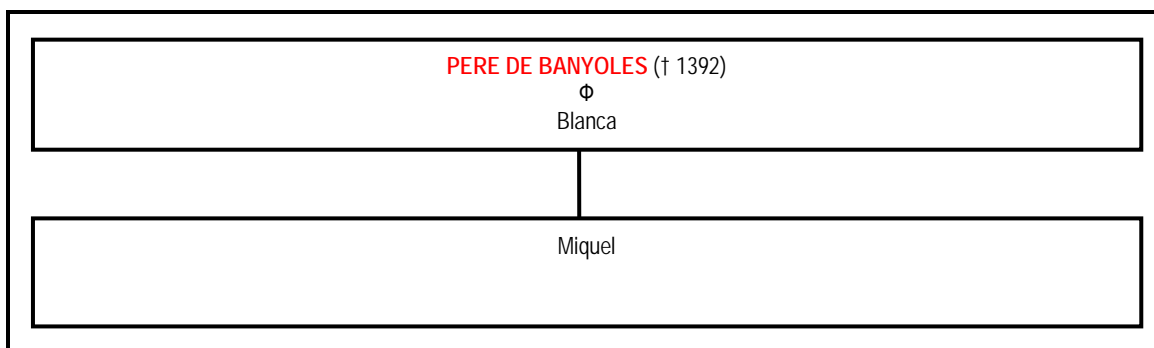 PERE DE BANYOLES († 1392)
Φ
Blanca
Miquel